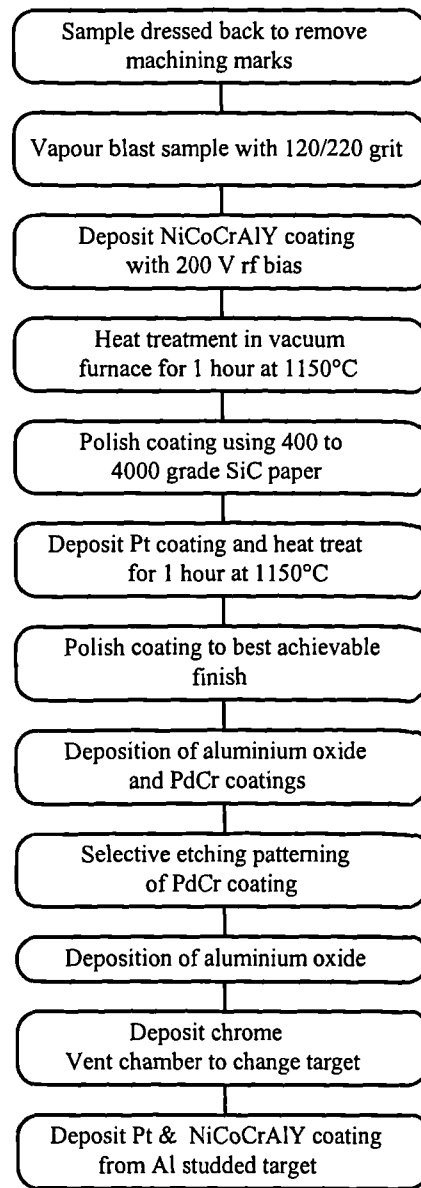 Sample dressed back to remove
machining marks
Vapour blast sample with 120/220 grit
Deposit NiCoCrAlY coating
with 200 V rf bias
Heat treatment in vacuum
furnace for 1 hour at 1150°C
Polish coating using 400 to
4000 grade SiC paper
Deposit Pt coating and heat treat
for 1 hour at 1150°C
Polish coating to best achievable
finish
Deposition of aluminium oxide
and PdCr coatings
Selective etching patterning
of PdCr coating
Deposition of aluminium oxide
Deposit chrome
Vent chamber to change target
Deposit Pt & NiCoCrAlY coating
from Al studded target